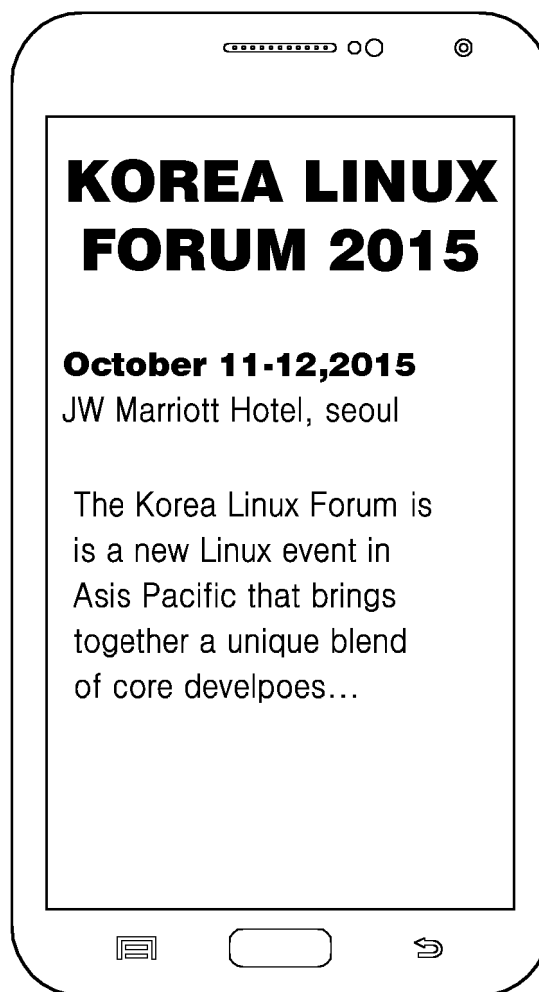 KOREA LINUX
FORUM 2015
October 11-12,2015
JW Marriott Hotel, seoul
The Korea Linux Forum is
is a new Linux event in
Asis Pacific that brings
together a unique blend
of core develpoes...